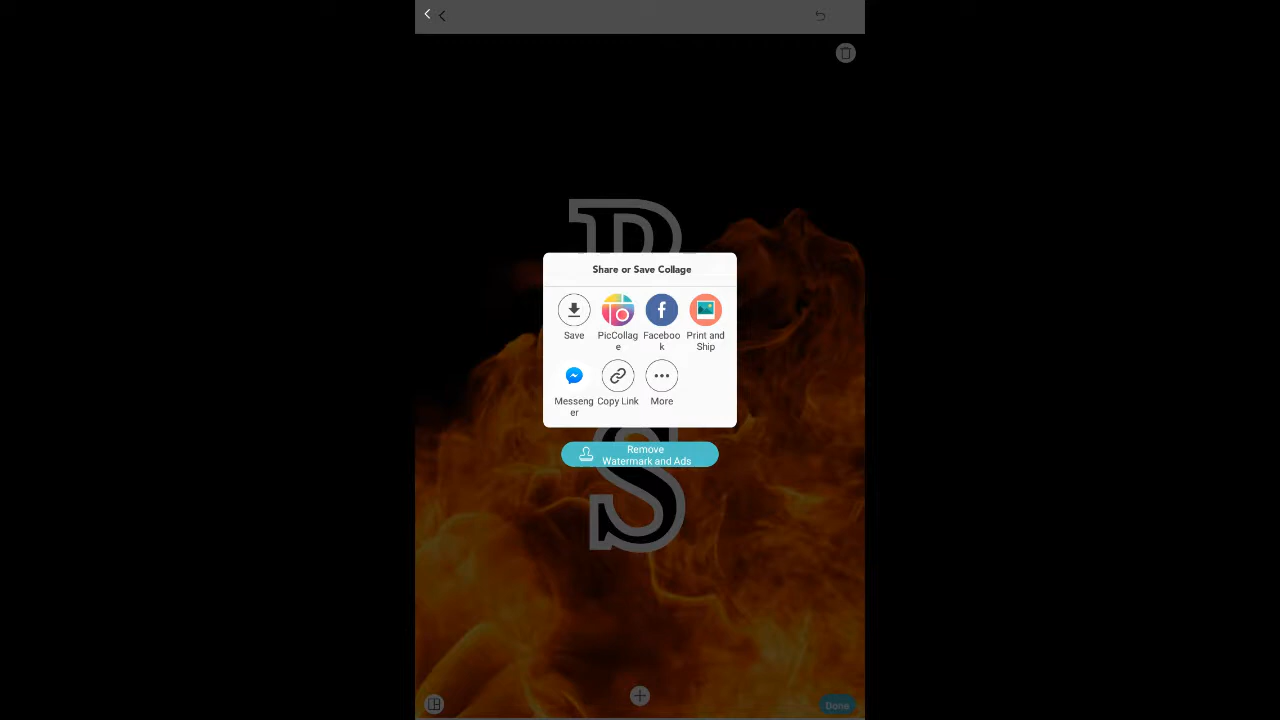 R
Share or Save Collage
Save
PicCollag
e
Faceboo
k
Print and
Ship
Messeng
er
Copy Link
More
Remove
Watermark and Ads
S
Done